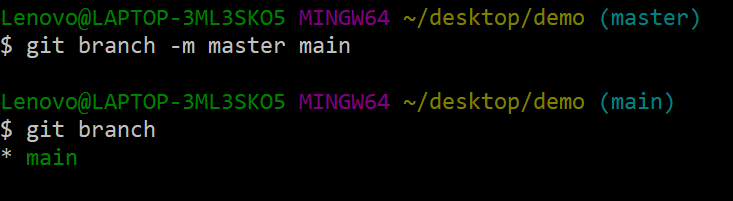 Lenovo@LAPTOP-3ML3SKO5 MINGW64 ~/desktop/demo (master)
$ git branch -m master main
Lenovo@LAPTOP-3ML3SKO5 MINGW64 ~/desktop/demo (main)
$ git branch
* main